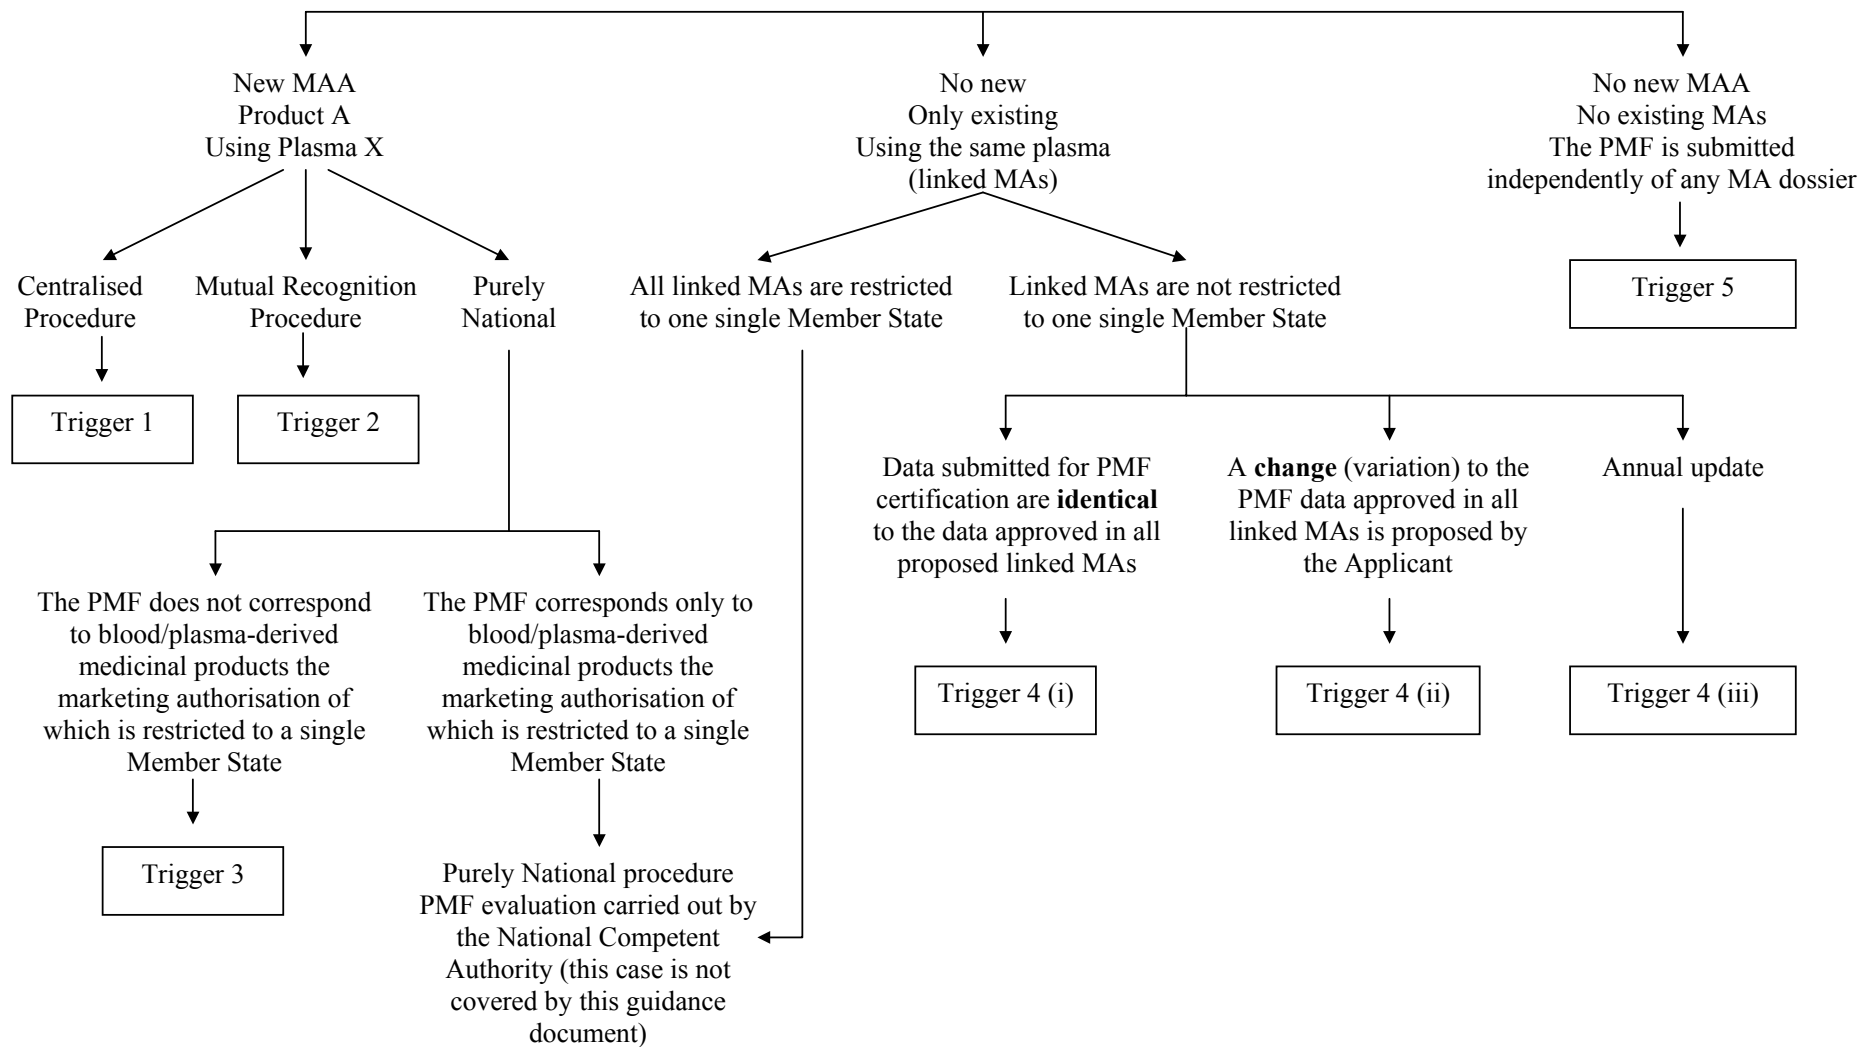 New MAA
Product A
Using Plasma X
No new
Only existing
Using the same plasma
(linked MAs)
No new MAA
No existing MAs
The PMF is submitted
independently of any MA dossier
Centralised
Procedure
Mutual Recognition
Procedure
Purely
National
All linked MAs are restricted
to one single Member State
Linked MAs are not restricted
to one single Member State
Trigger 5
Trigger 1
Trigger 2
Data submitted for PMF
certification are identical
to the data approved in all
proposed linked MAs
A change (variation) to the
PMF data approved in all
linked MAs is proposed by
the Applicant
Annual update
The PMF does not correspond
to blood/plasma-derived
medicinal products the
marketing authorisation of
which is restricted to a single
Member State
The PMF corresponds only to
blood/plasma-derived
medicinal products the
marketing authorisation of
which is restricted to a single
Member State
Trigger 4 (i)
Trigger 4 (ii)
Trigger 4 (iii)
Trigger 3
Purely National procedure
PMF evaluation carried out by
the National Competent
Authority (this case is not
covered by this guidance
document)